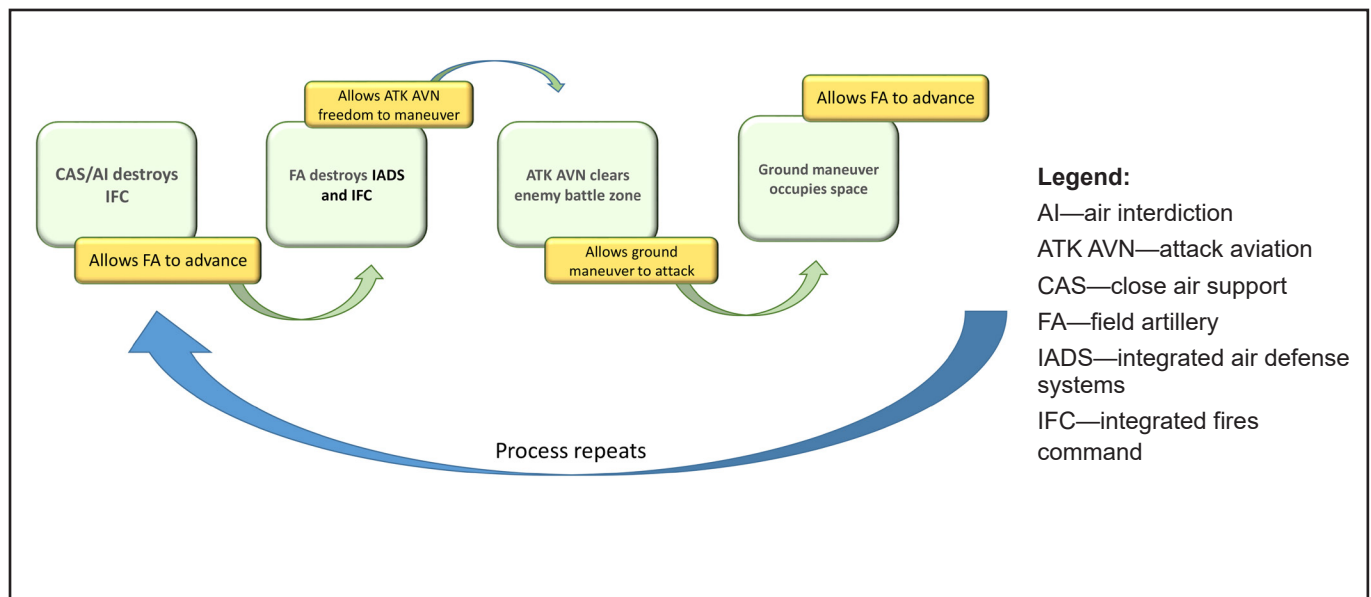 CAS/AI destroys
IFC
Allows FA to advance
FA destroys IADS
and IFC
Allows ATK AVN
freedom to maneuver
ATK AVN clears
enemy battle zone
Allows ground
maneuver to attack
Ground maneuver
occupies space
Allows FA to advance
Process repeats
Legend:
AI—air interdiction
ATK AVN—attack aviation
CAS—close air support
FA—field artillery
IADS—integrated air defense
systems
IFC—integrated fires
command